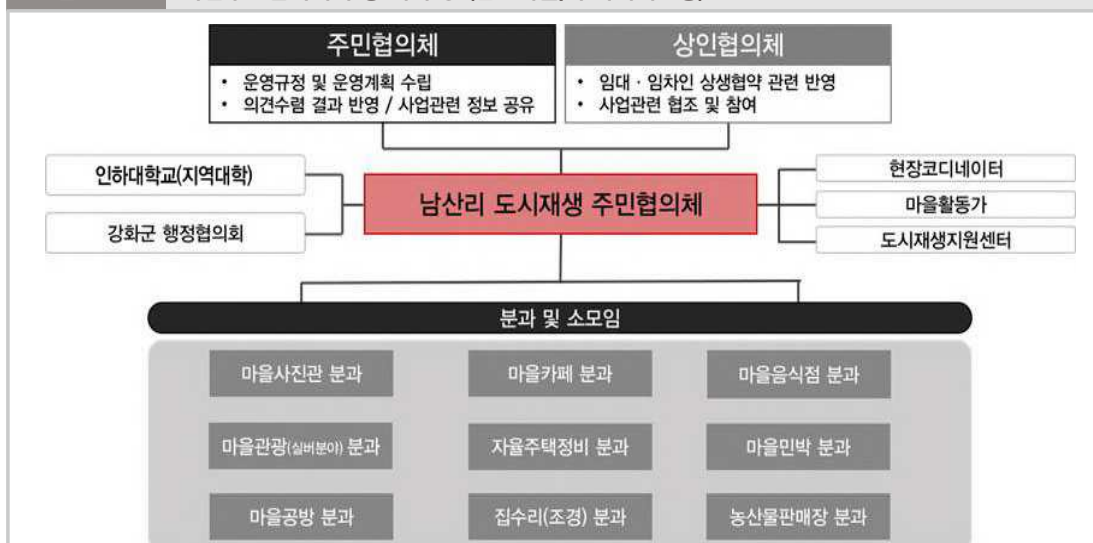 주민협의체
• 운영규정 및 운영계획 수립
• 의견수렴 결과 반영 / 사업관련 정보 공유
상인협의체
• 임대 · 임차인 상생협약 관련 반영
• 사업관련 협조 및 참여
인하대학교(지역대학)
강화군 행정협의회
남산리 도시재생 주민협의체
현장코디네이터
마을활동가
도시재생지원센터
분과 및 소모임
마을사진관 분과
마을카페 분과
마을음식점 분과
마을관광(실버분야) 분과
자율주택정비 분과
마을민박 분과
마을공방 분과
집수리(조경) 분과
농산물판매장 분과